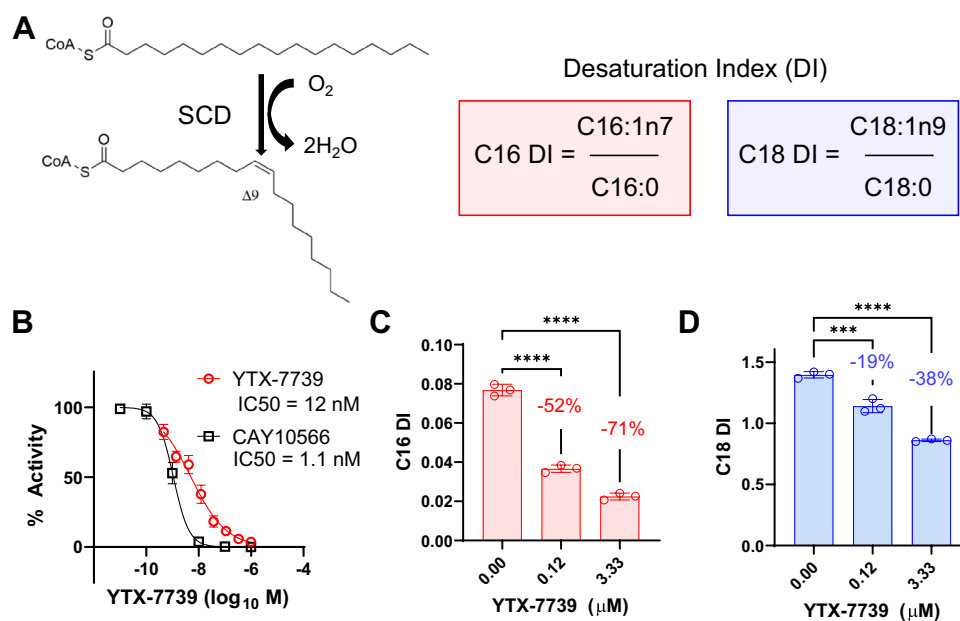 A
CoA
S
O
SCD
O2
2H2O
CoA
S
O
Δ9
Desaturation Index (DI)
C16 DI = C16:1n7
C16:0
C18 DI = C18:1n9
C18:0
B
YTX-7739
IC50 = 12 nM
CAY10566
IC50 = 1.1 nM
% Activity
100
50
0
-10 -8 -6 -4
YTX-7739 (log10 M)
C
****
****
-52%
-71%
C16 DI
0.10
0.08
0.06
0.04
0.02
0.00
0.00 0.12 3.33
YTX-7739 (μM)
D
****
***
-19%
-38%
C18 DI
1.5
1.0
0.5
0.0
0.00 0.12 3.33
YTX-7739 (μM)